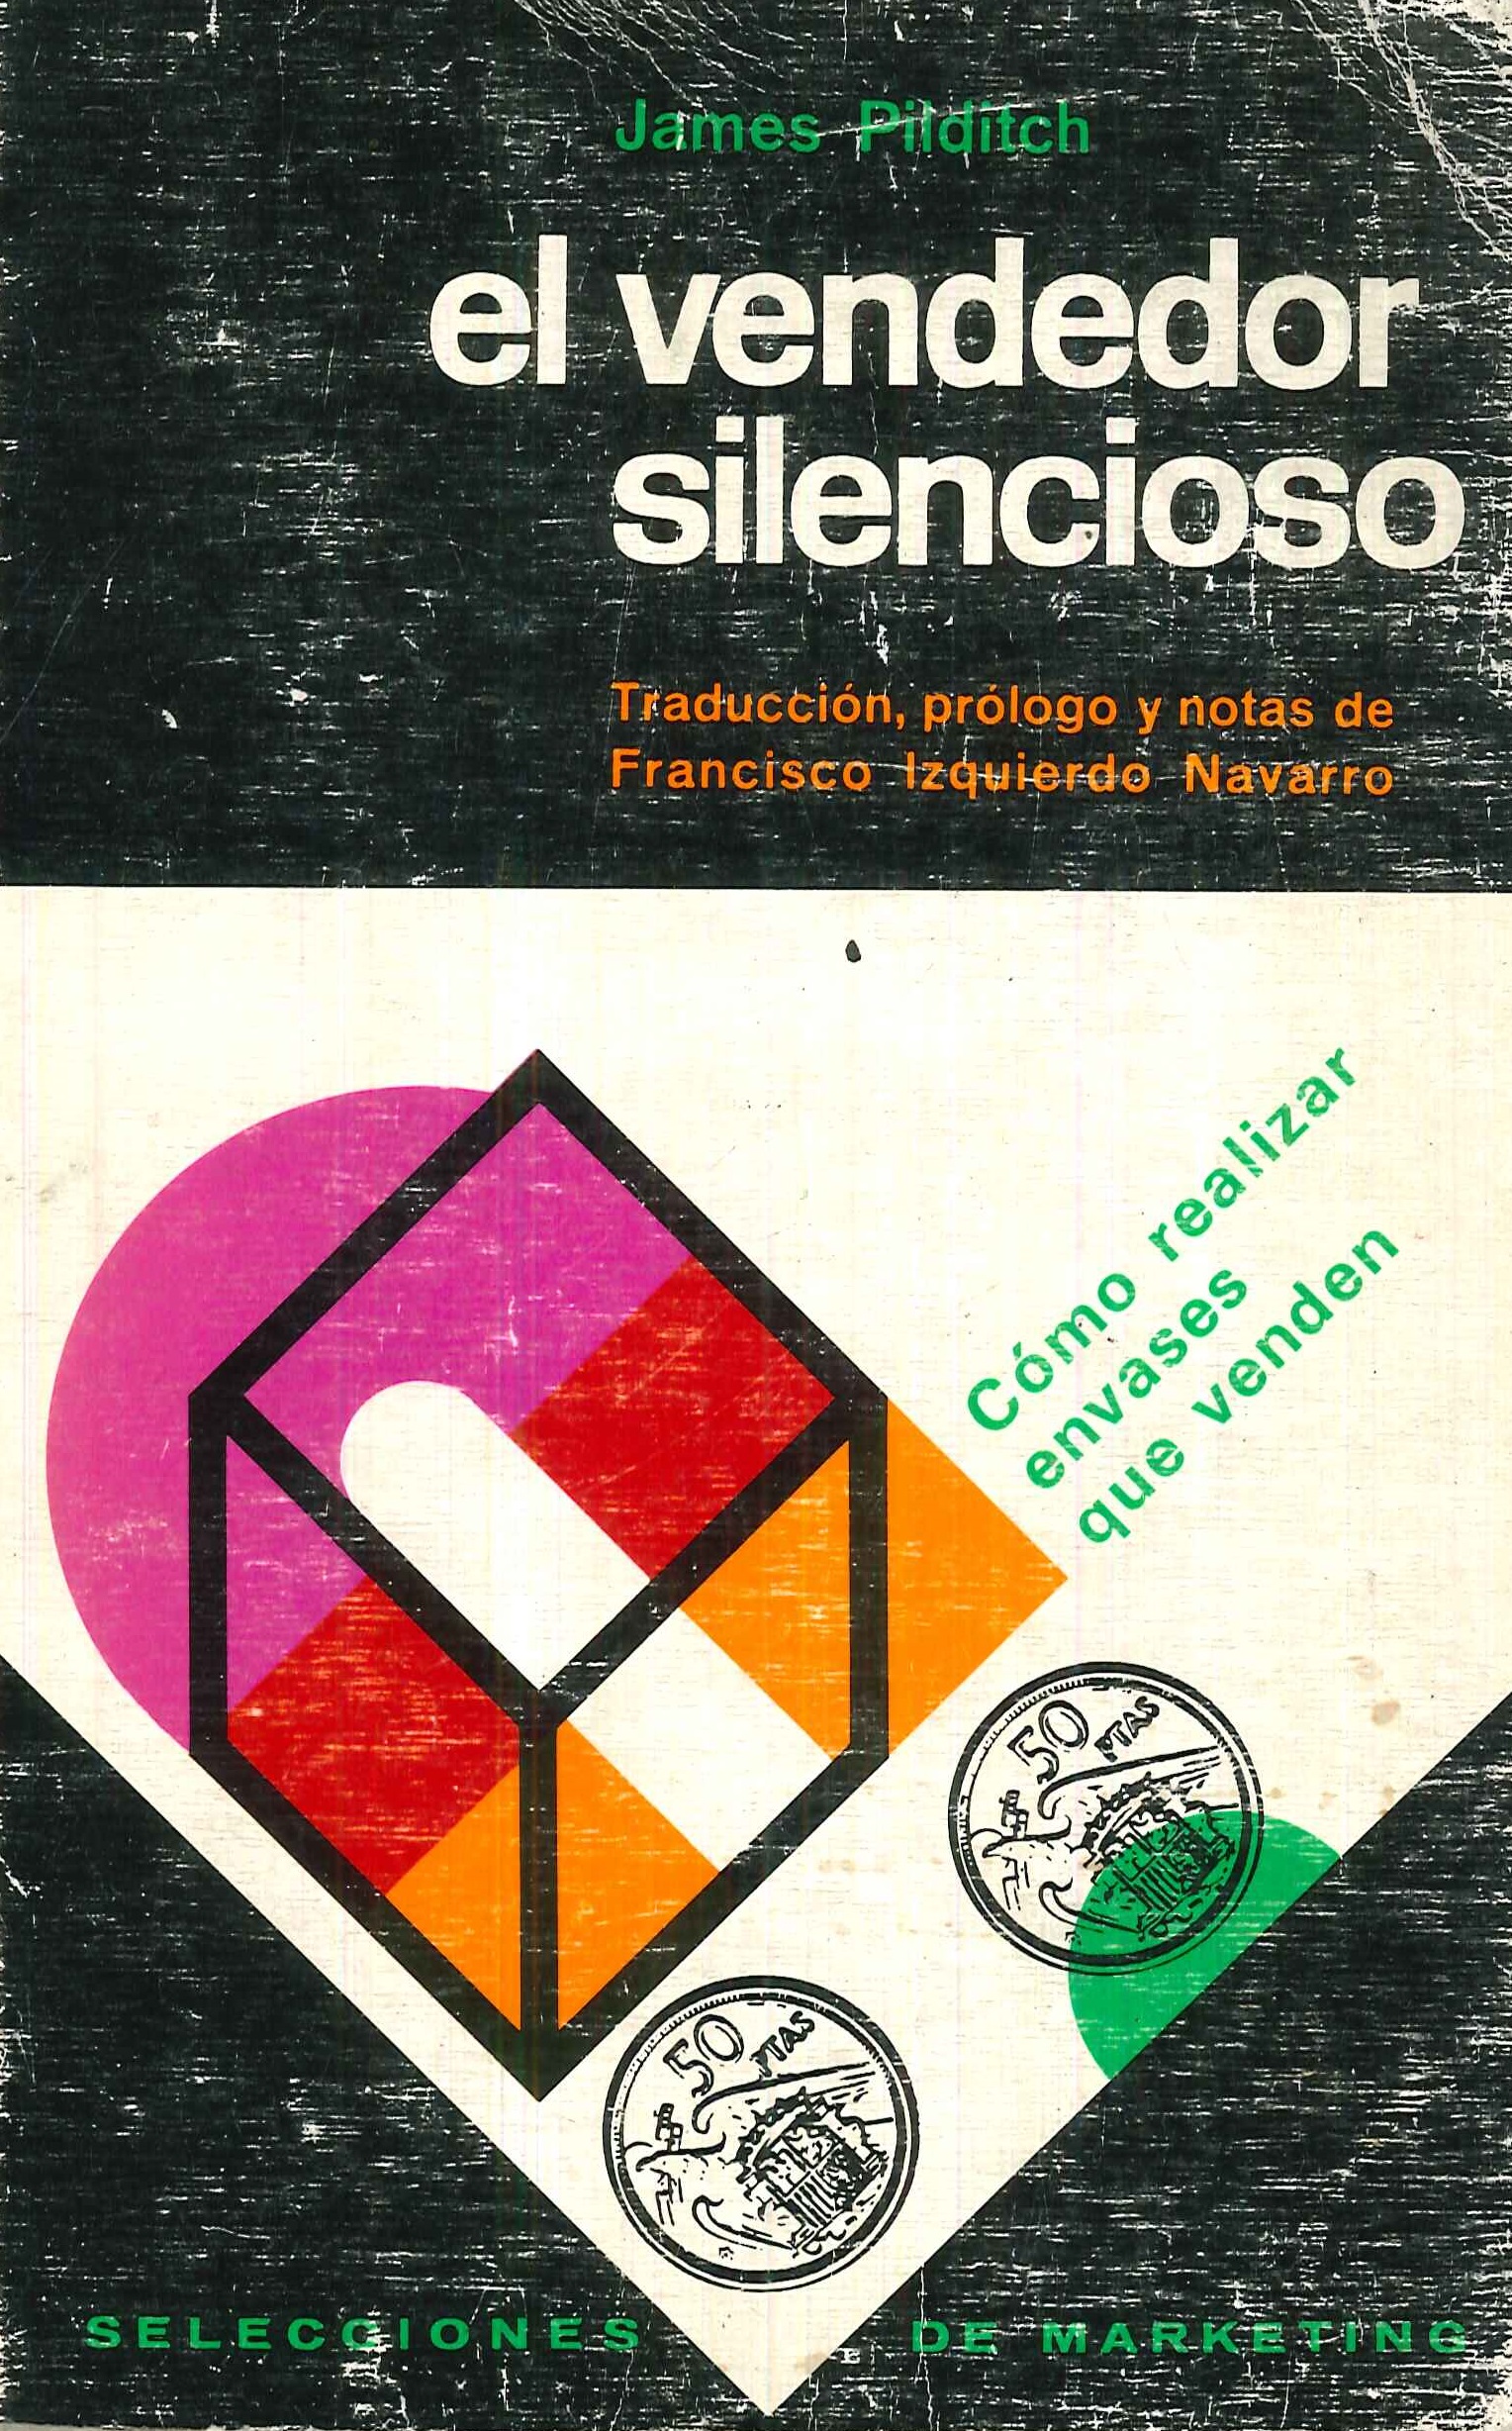 James Pilditch
el vendedor
silencioso
Traducción, prólogo y notas de
Francisco Izquierdo Navarro
Cómo realizar
envases
que venden
50
PTAS
50
PTAS
SELECCIONES DE MARKETING